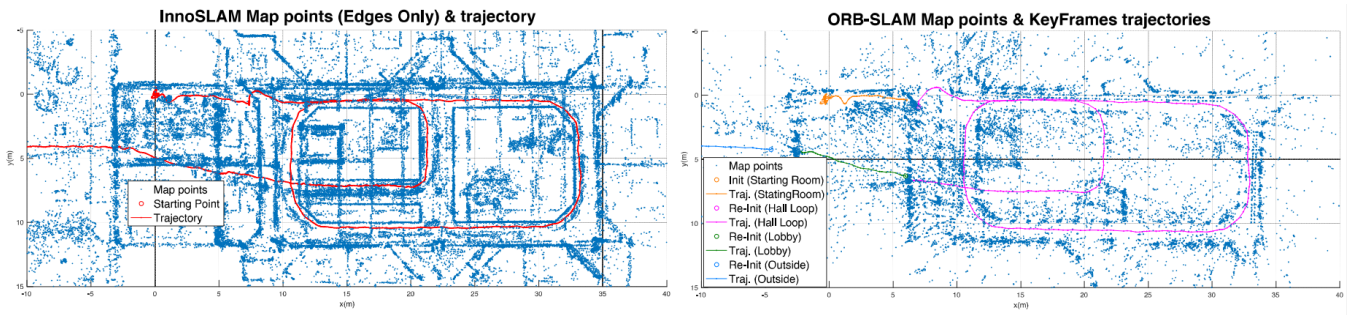 InnoSLAM Map points (Edges Only) & trajectory
-5
0
5
10
15
y(m)
-10
-5
0
5
10
15
20
25
30
35
40
x(m)
Map points
Starting Point
Trajectory
ORB-SLAM Map points & KeyFrames trajectories
-5
0
5
10
15
y(m)
-10
-5
0
5
10
15
20
25
30
35
40
x(m)
Map points
Init (Starting Room)
Traj. (StatingRoom)
Re-Init (Hall Loop)
Traj. (Hall Loop)
Re-Init (Lobby)
Traj. (Lobby)
Re-Init (Outside)
Traj. (Outside)